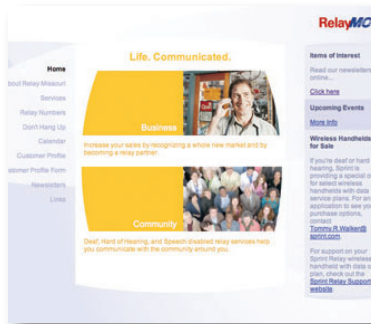 RelayMO
Life. Communicated.
Home
bout Relay Missouri
Services
Relay Numbers
Don't Hang Up
Calendar
Customer Profile
stomer Profile Form
Newsletters
Links
Business
Increase your sales by recognizing a whole new market and by
becoming a relay partner.
Community
Deaf, Hard of Hearing, and Speech disabled relay services help
you communicate with the community around you.
Items of Interest
Read our newsletters
online...
Click here
Upcoming Events
More Info
Wireless Handhelds
for Sale
If you're deaf or hard
hearing, Sprint is
providing a special o
for select wireless
handhelds with data
service plans. For an
application to see you
purchase options,
contact
Tommy.R.Walker@
sprint.com.
For support on your
Sprint Relay wireless
handheld with data s
plan, check out the
Sprint Relay Support
website.